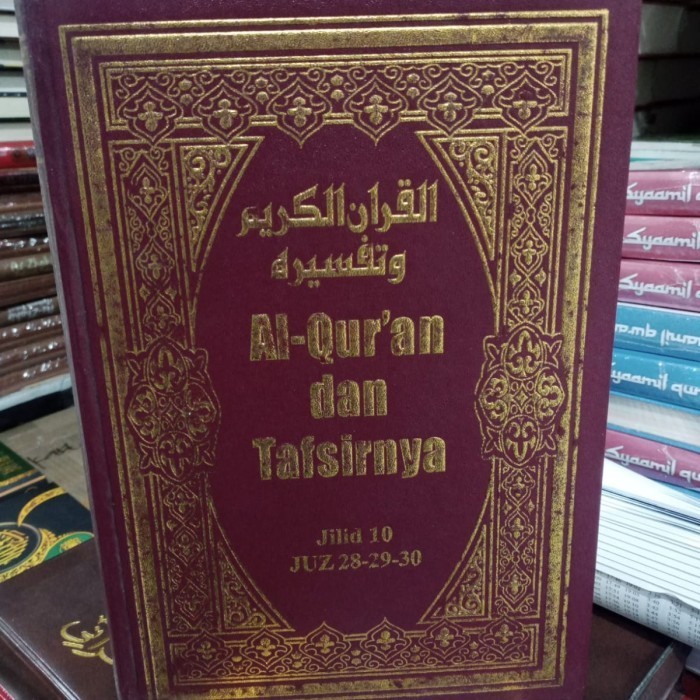 القران الكريم
وتفسيره
Al-Qur'an
dan
Tafsirnya
Jilid 10
JUZ 28-29-30
Syaamil q
Syaamil
Syaamil q
Syaamil qur
Syaamil qu